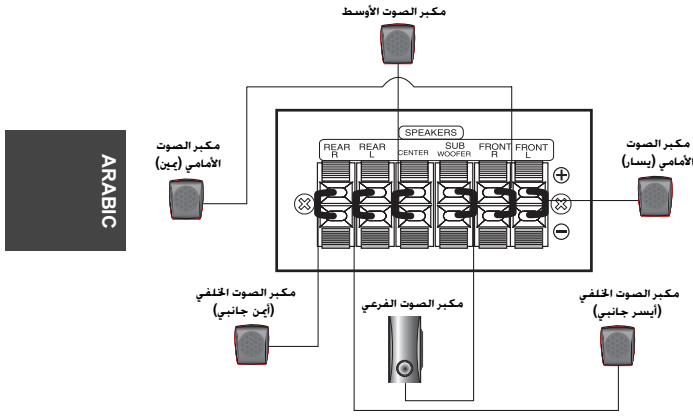 مكبر الصوت الأوسط
SPEAKERS
REAR R
REAR L
CENTER
SUB WOOFER
FRONT R
FRONT L
+
−
مكبر الصوت
الأمامي (يمين)
مكبر الصوت
الأمامي (يسار)
ARABIC
مكبر الصوت الخلفي
(أيمن جانبي)
مكبر الصوت الفرعي
مكبر الصوت الخلفي
(أيسر جانبي)